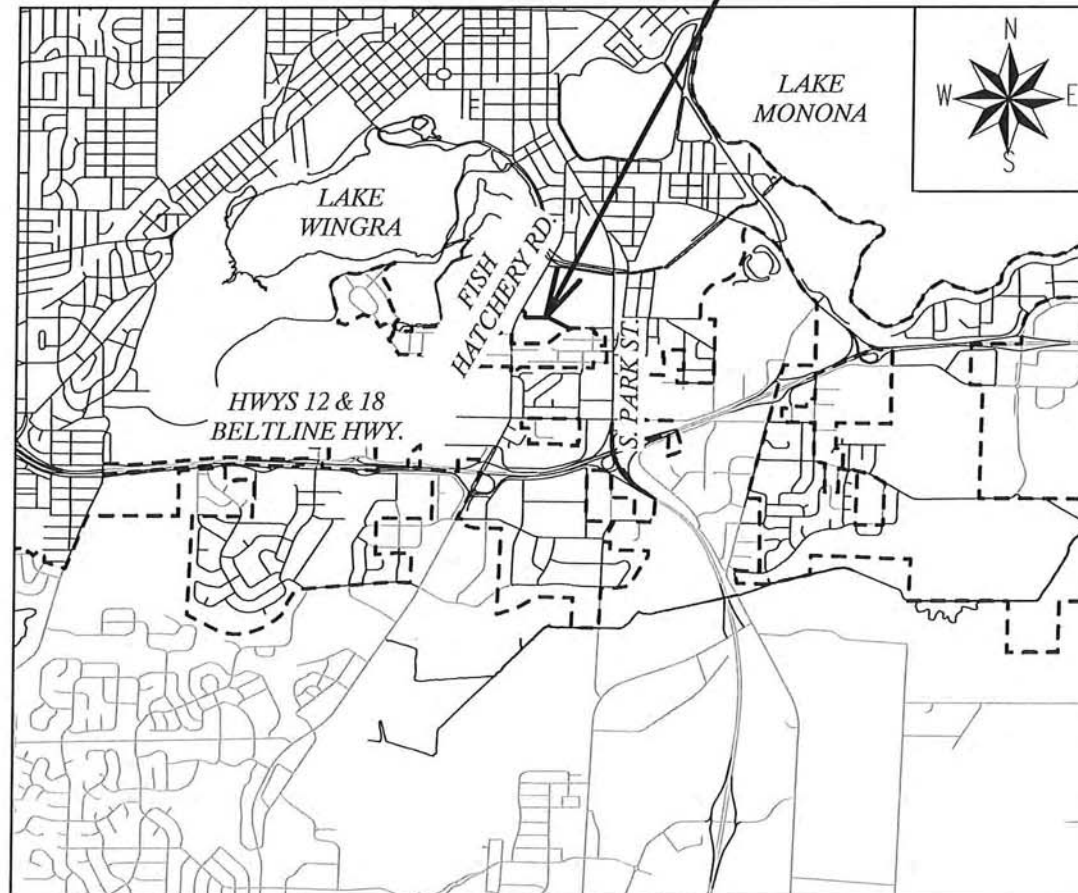 N
LAKE
MONONA
W
E
S
LAKE
WINGRA
FISH
HATCHERY RD.
S. PARK ST.
HWYS 12 & 18
BELTLINE HWY.